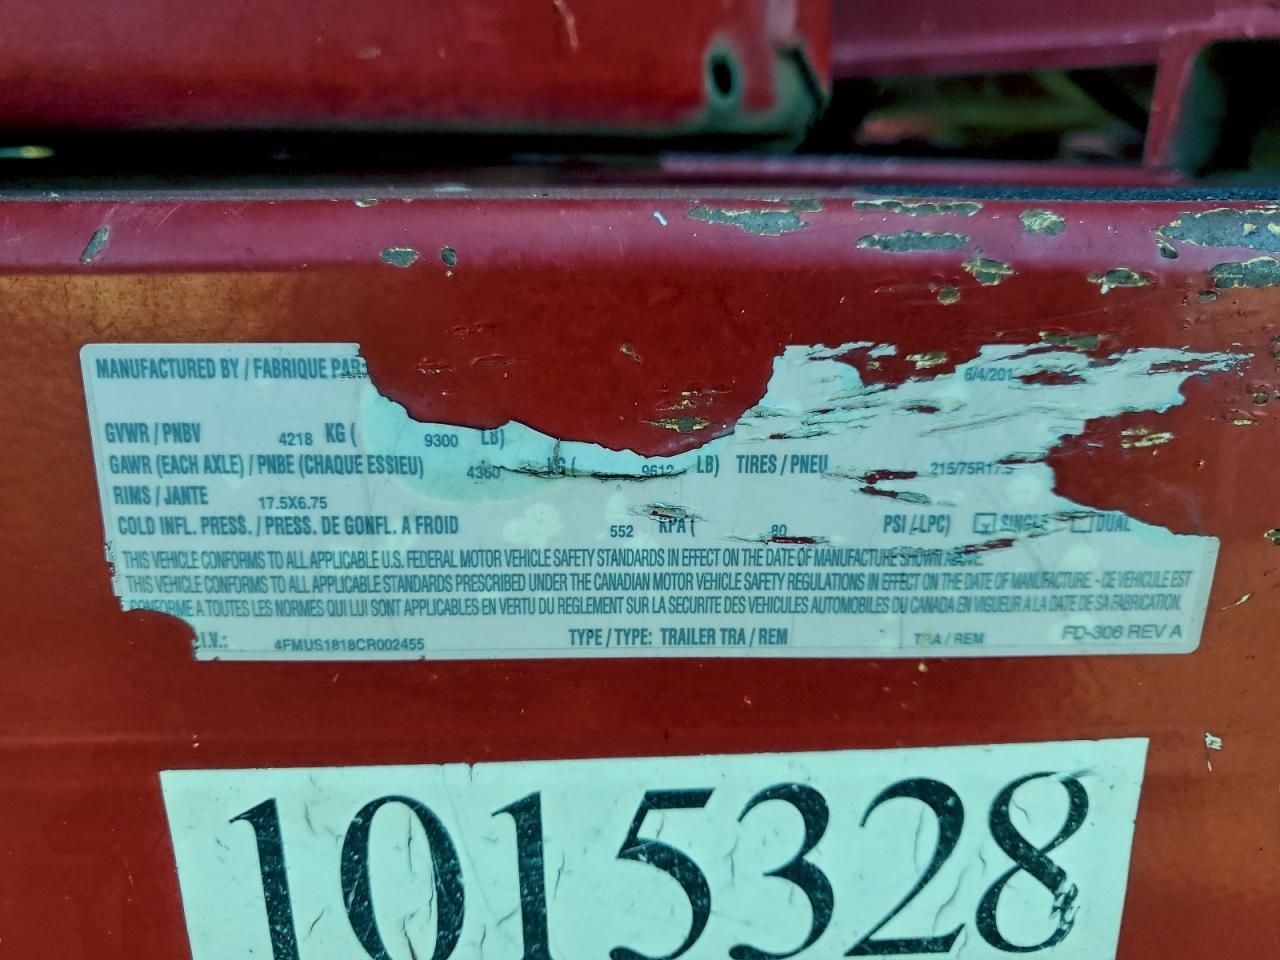 MANUFACTURED BY / FABRIQUE PAR 6/4/201
GVWR / PNBV 4218 KG ( 9300 LB)
GAWR (EACH AXLE) / PNBE (CHAQUE ESSIEU) 4360 KG ( 9612 LB) TIRES / PNEU 215/75R17.5
RIMS / JANTE 17.5X6.75
COLD INFL. PRESS. / PRESS. DE GONFL. A FROID 552 KPA ( 80 PSI /LPC) x SINGLE DUAL
THIS VEHICLE CONFORMS TO ALL APPLICABLE U.S. FEDERAL MOTOR VEHICLE SAFETY STANDARDS IN EFFECT ON THE DATE OF MANUFACTURE SHOWN ABOVE.
THIS VEHICLE CONFORMS TO ALL APPLICABLE STANDARDS PRESCRIBED UNDER THE CANADIAN MOTOR VEHICLE SAFETY REGULATIONS IN EFFECT ON THE DATE OF MANUFACTURE. - CE VEHICULE EST
CONFORME A TOUTES LES NORMES QUI LUI SONT APPLICABLES EN VERTU DU REGLEMENT SUR LA SECURITE DES VEHICULES AUTOMOBILES DU CANADA EN VIGUEUR A LA DATE DE SA FABRICATION.
.I.V.: 4FMUS1818CR002455 TYPE / TYPE: TRAILER TRA / REM TRA / REM FD-306 REV A
1015328